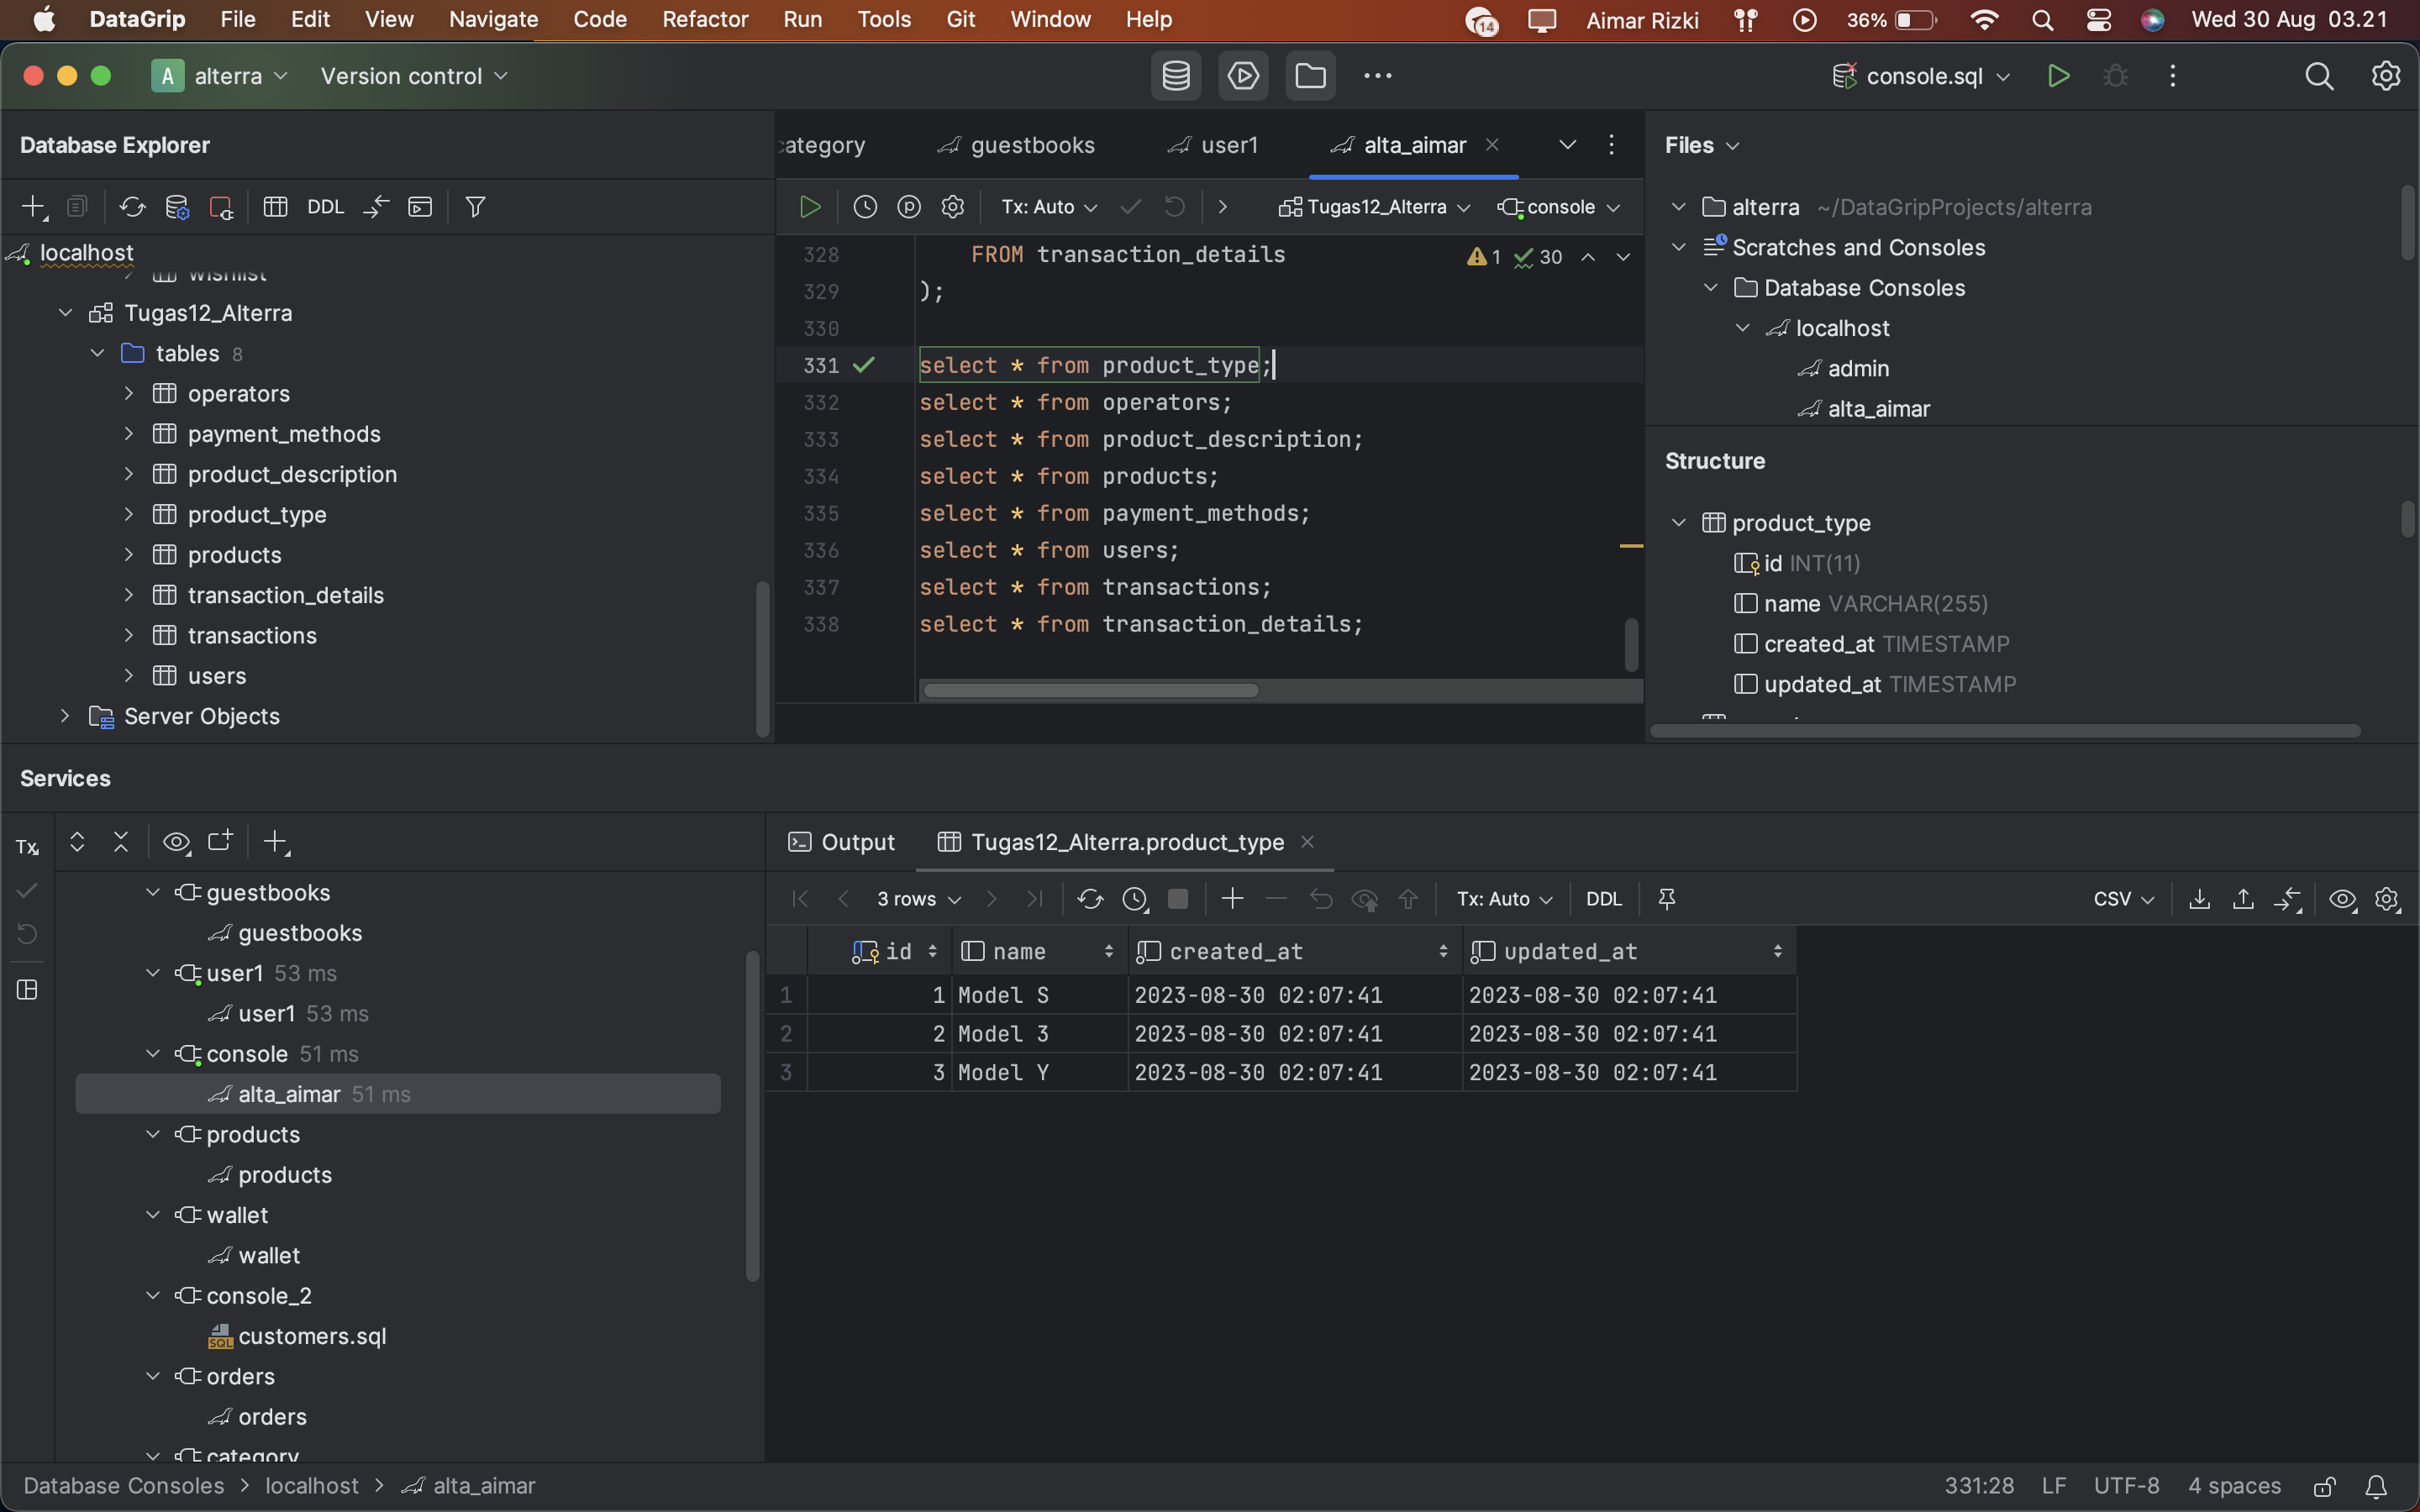 DataGrip File Edit View Navigate Code Refactor Run Tools Git Window Help 14 Aimar Rizki 36% Wed 30 Aug 03.21
A alterra Version control console.sql
Database Explorer
DDL
localhost
wishlist
Tugas12_Alterra
tables 8
operators
payment_methods
product_description
product_type
products
transaction_details
transactions
users
Server Objects
category guestbooks user1 alta_aimar
Tx: Auto Tugas12_Alterra console
328 FROM transaction_details
1 30
329 );
330
331 select * from product_type;
332 select * from operators;
333 select * from product_description;
334 select * from products;
335 select * from payment_methods;
336 select * from users;
337 select * from transactions;
338 select * from transaction_details;
Files
alterra ~/DataGripProjects/alterra
Scratches and Consoles
Database Consoles
localhost
admin
alta_aimar
Structure
product_type
id INT(11)
name VARCHAR(255)
created_at TIMESTAMP
updated_at TIMESTAMP
Services
Tx
guestbooks
guestbooks
user1 53 ms
user1 53 ms
console 51 ms
alta_aimar 51 ms
products
products
wallet
wallet
console_2
SQL customers.sql
orders
orders
category
Output Tugas12_Alterra.product_type
3 rows Tx: Auto DDL CSV
id name created_at updated_at
1 1 Model S 2023-08-30 02:07:41 2023-08-30 02:07:41
2 2 Model 3 2023-08-30 02:07:41 2023-08-30 02:07:41
3 3 Model Y 2023-08-30 02:07:41 2023-08-30 02:07:41
Database Consoles > localhost > alta_aimar 331:28 LF UTF-8 4 spaces